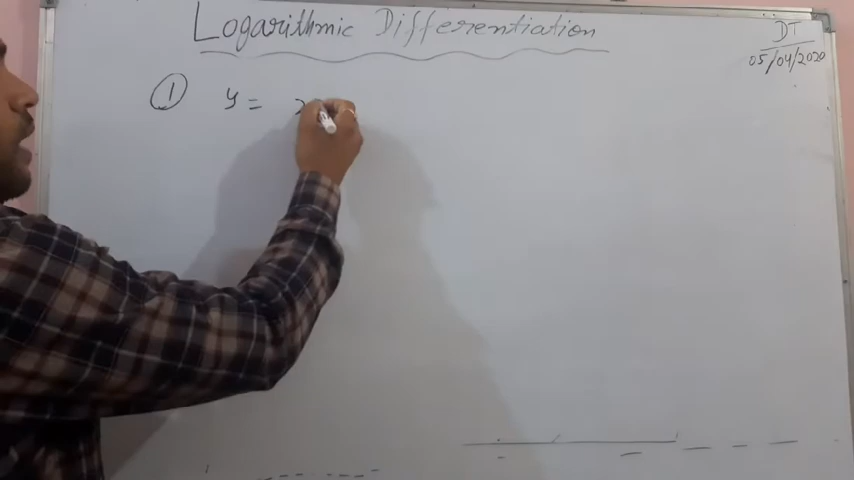 Logarithmic Differentiation
DT
05/04/2020
① y =